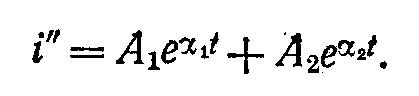 i″ = A₁e^{α₁t} + A₂e^{α₂t}.